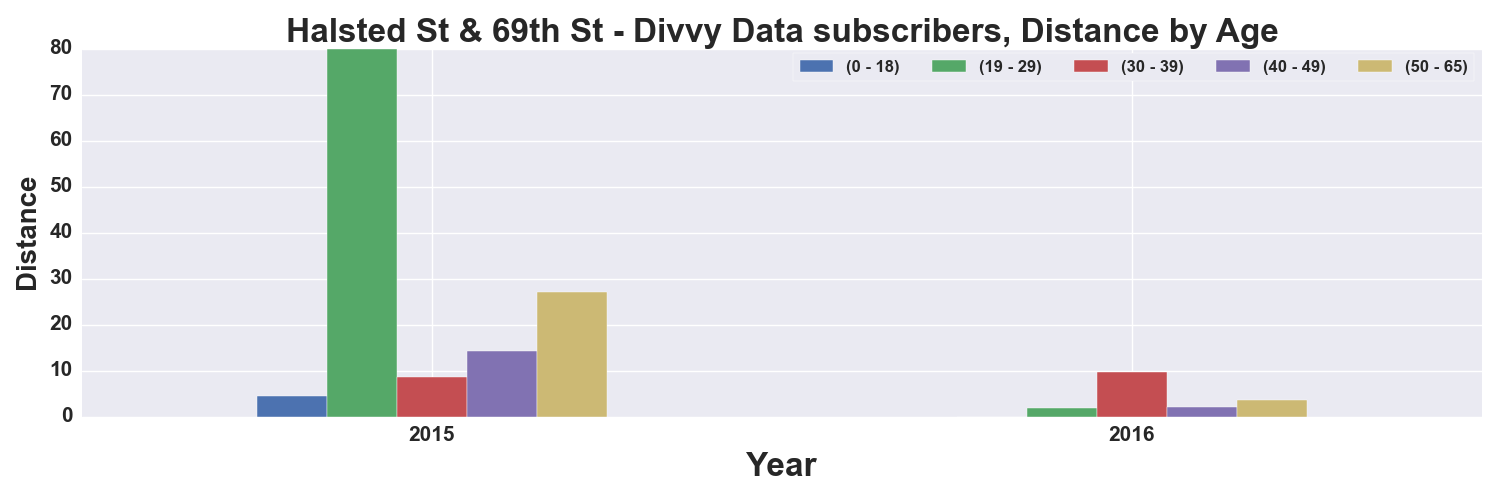 Halsted St & 69th St - Divvy Data subscribers, Distance by Age
(0 - 18) (19 - 29) (30 - 39) (40 - 49) (50 - 65)
80
70
60
50
40
30
20
10
0
Distance
2015 2016
Year